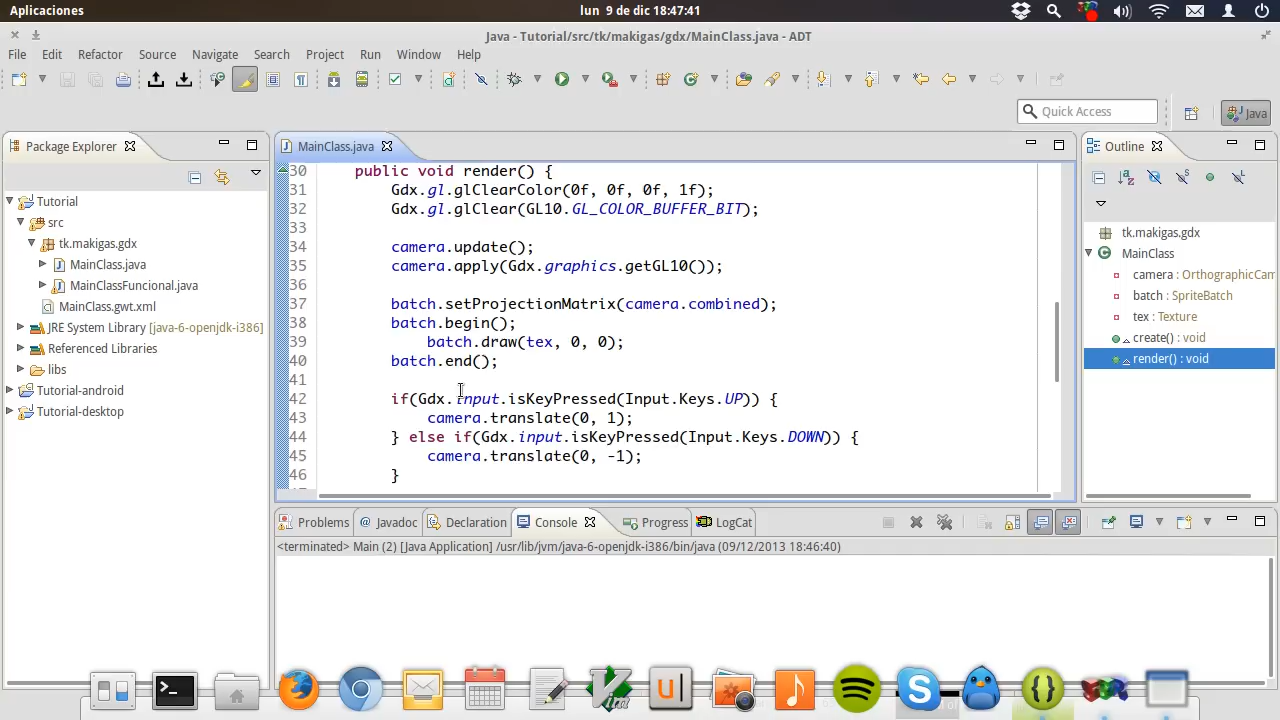 Aplicaciones
lun 9 de dic 18:47:41
Java - Tutorial/src/tk/makigas/gdx/MainClass.java - ADT
File Edit Refactor Source Navigate Search Project Run Window Help
Quick Access
Java
Package Explorer
Tutorial
src
tk.makigas.gdx
MainClass.java
MainClassFuncional.java
MainClass.gwt.xml
JRE System Library [java-6-openjdk-i386]
Referenced Libraries
libs
Tutorial-android
Tutorial-desktop
MainClass.java
30 public void render() {
31 Gdx.gl.glClearColor(0f, 0f, 0f, 1f);
32 Gdx.gl.glClear(GL10.GL_COLOR_BUFFER_BIT);
33
34 camera.update();
35 camera.apply(Gdx.graphics.getGL10());
36
37 batch.setProjectionMatrix(camera.combined);
38 batch.begin();
39 batch.draw(tex, 0, 0);
40 batch.end();
41
42 if(Gdx.input.isKeyPressed(Input.Keys.UP)) {
43 camera.translate(0, 1);
44 } else if(Gdx.input.isKeyPressed(Input.Keys.DOWN)) {
45 camera.translate(0, -1);
46 }
Outline
tk.makigas.gdx
MainClass
camera : OrthographicCam
batch : SpriteBatch
tex : Texture
create() : void
render() : void
Problems Javadoc Declaration Console Progress LogCat
<terminated> Main (2) [Java Application] /usr/lib/jvm/java-6-openjdk-i386/bin/java (09/12/2013 18:46:40)